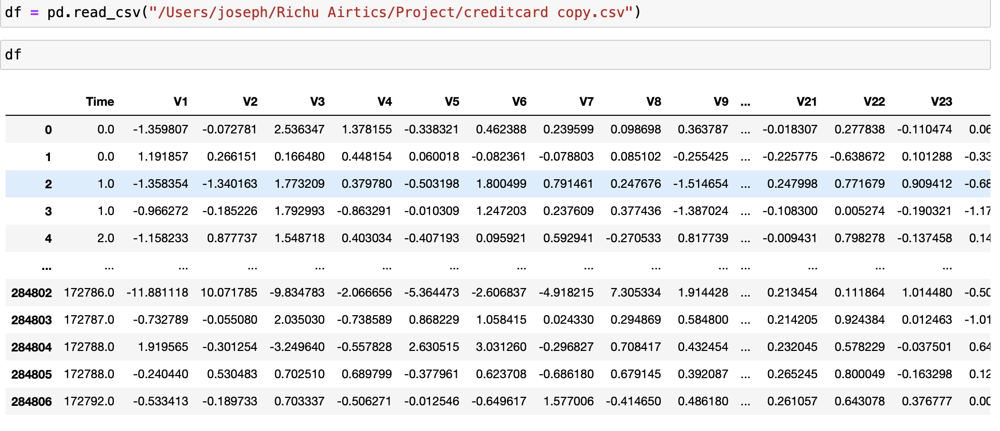 df = pd.read_csv("/Users/joseph/Richu Airtics/Project/creditcard copy.csv")
df
Time V1 V2 V3 V4 V5 V6 V7 V8 V9 ... V21 V22 V23
0 0.0 -1.359807 -0.072781 2.536347 1.378155 -0.338321 0.462388 0.239599 0.098698 0.363787 ... -0.018307 0.277838 -0.110474 0.06
1 0.0 1.191857 0.266151 0.166480 0.448154 0.060018 -0.082361 -0.078803 0.085102 -0.255425 ... -0.225775 -0.638672 0.101288 -0.33
2 1.0 -1.358354 -1.340163 1.773209 0.379780 -0.503198 1.800499 0.791461 0.247676 -1.514654 ... 0.247998 0.771679 0.909412 -0.68
3 1.0 -0.966272 -0.185226 1.792993 -0.863291 -0.010309 1.247203 0.237609 0.377436 -1.387024 ... -0.108300 0.005274 -0.190321 -1.17
4 2.0 -1.158233 0.877737 1.548718 0.403034 -0.407193 0.095921 0.592941 -0.270533 0.817739 ... -0.009431 0.798278 -0.137458 0.14
... ... ... ... ... ... ... ... ... ... ... ... ... ... ...
284802 172786.0 -11.881118 10.071785 -9.834783 -2.066656 -5.364473 -2.606837 -4.918215 7.305334 1.914428 ... 0.213454 0.111864 1.014480 -0.50
284803 172787.0 -0.732789 -0.055080 2.035030 -0.738589 0.868229 1.058415 0.024330 0.294869 0.584800 ... 0.214205 0.924384 0.012463 -1.01
284804 172788.0 1.919565 -0.301254 -3.249640 -0.557828 2.630515 3.031260 -0.296827 0.708417 0.432454 ... 0.232045 0.578229 -0.037501 0.64
284805 172788.0 -0.240440 0.530483 0.702510 0.689799 -0.377961 0.623708 -0.686180 0.679145 0.392087 ... 0.265245 0.800049 -0.163298 0.12
284806 172792.0 -0.533413 -0.189733 0.703337 -0.506271 -0.012546 -0.649617 1.577006 -0.414650 0.486180 ... 0.261057 0.643078 0.376777 0.00